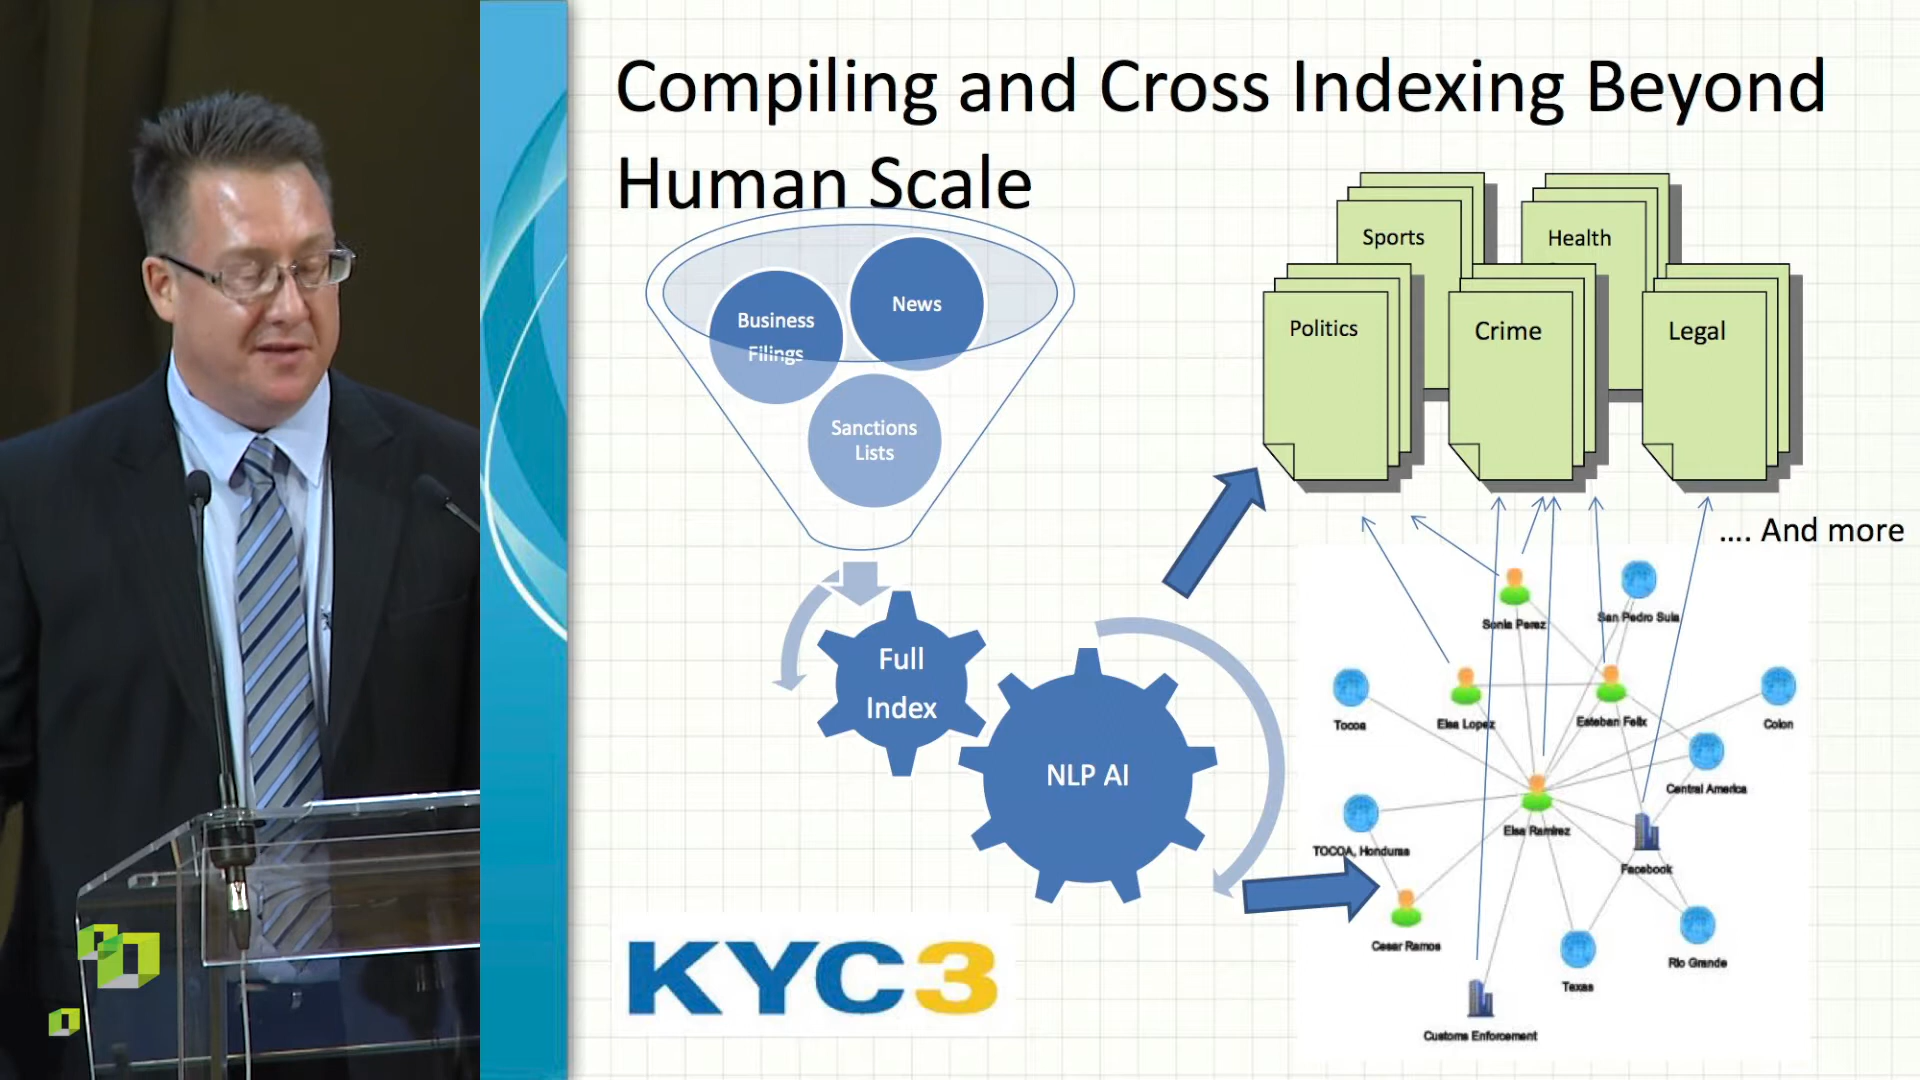 Compiling and Cross Indexing Beyond
Human Scale
Business
Filings
News
Sanctions
Lists
Full
Index
NLP AI
Sports
Health
Politics
Crime
Legal
.... And more
Sonia Perez
San Pedro Sula
Tocoa
Elsa Lopez
Esteban Felix
Colon
Central America
Elsa Ramirez
TOCOA, Honduras
Facebook
Cesar Ramos
Rio Grande
Texas
Customs Enforcement
KYC3